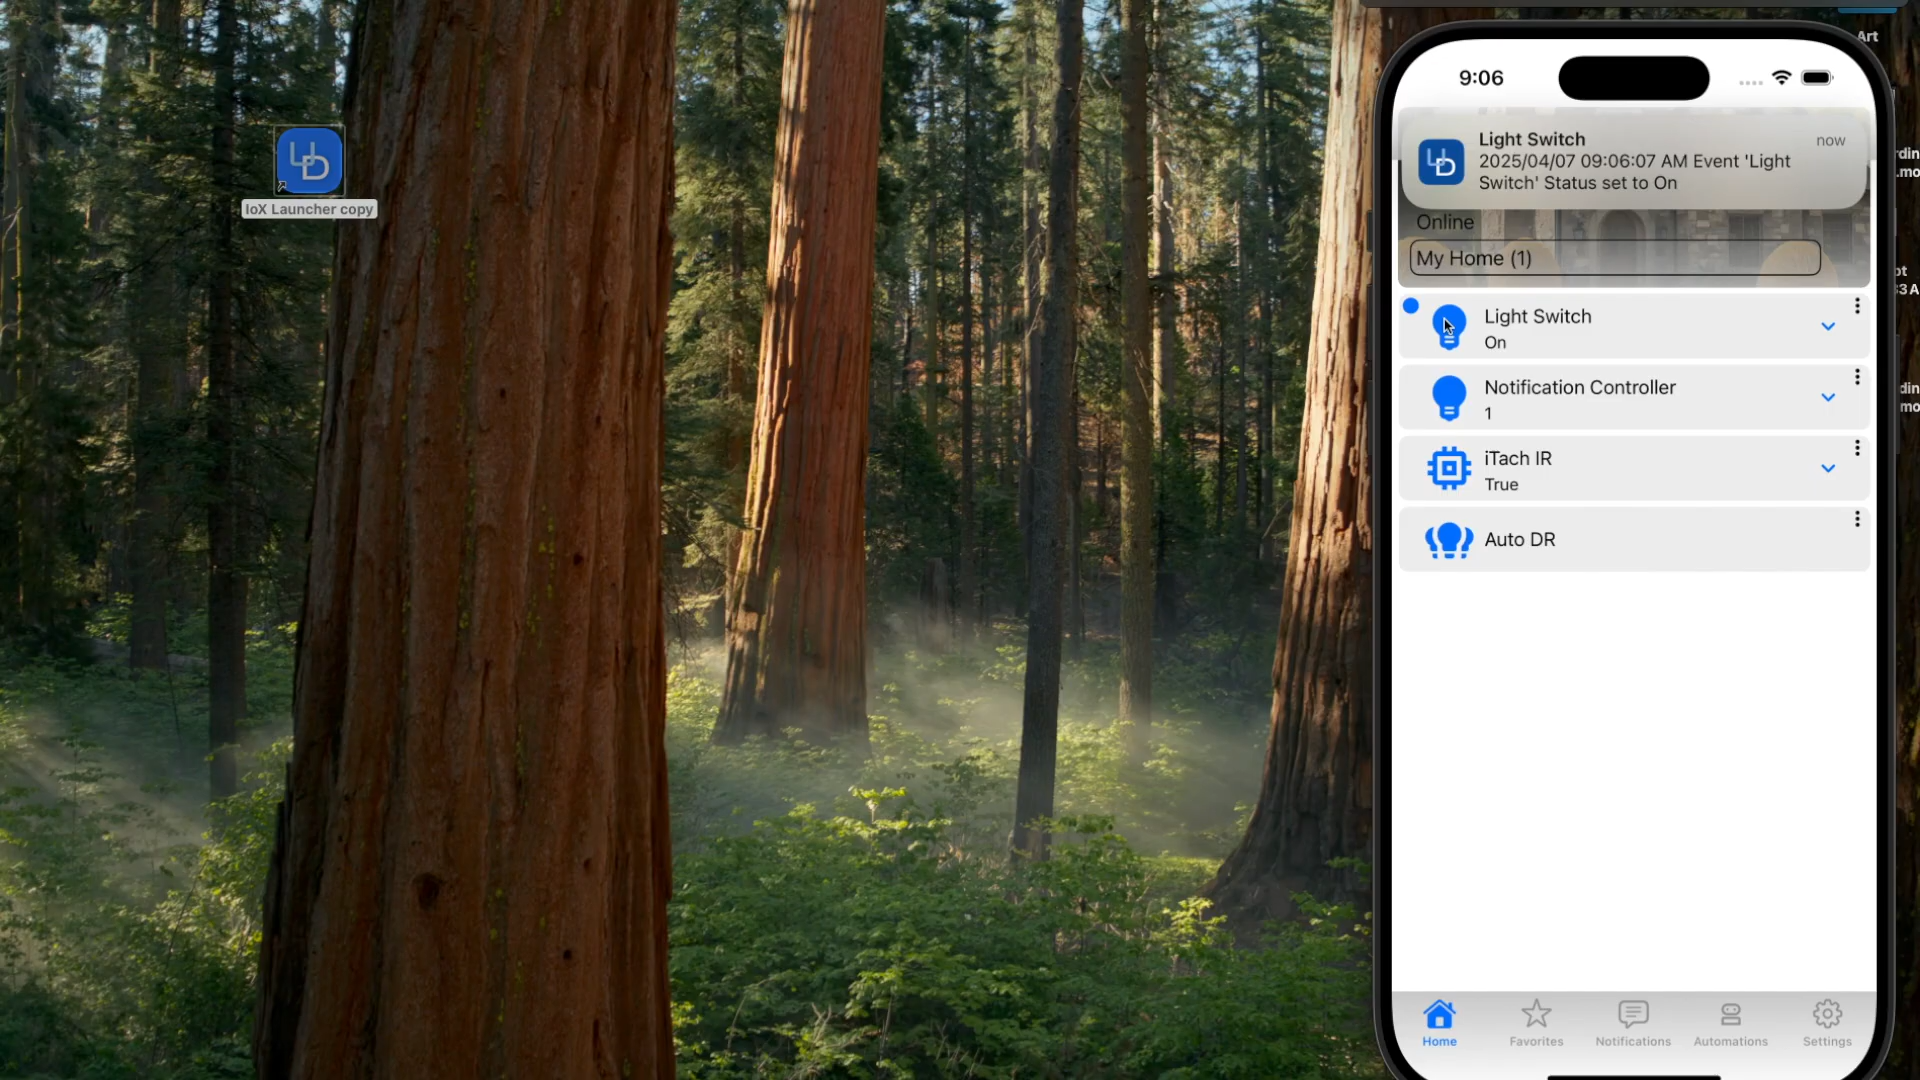 Art
9:06
Light Switch
now
2025/04/07 09:06:07 AM Event 'Light
Switch' Status set to On
Online
My Home (1)
Light Switch
On
Notification Controller
1
iTach IR
True
Auto DR
Home
Favorites
Notifications
Automations
Settings
UD
IoX Launcher copy
UD